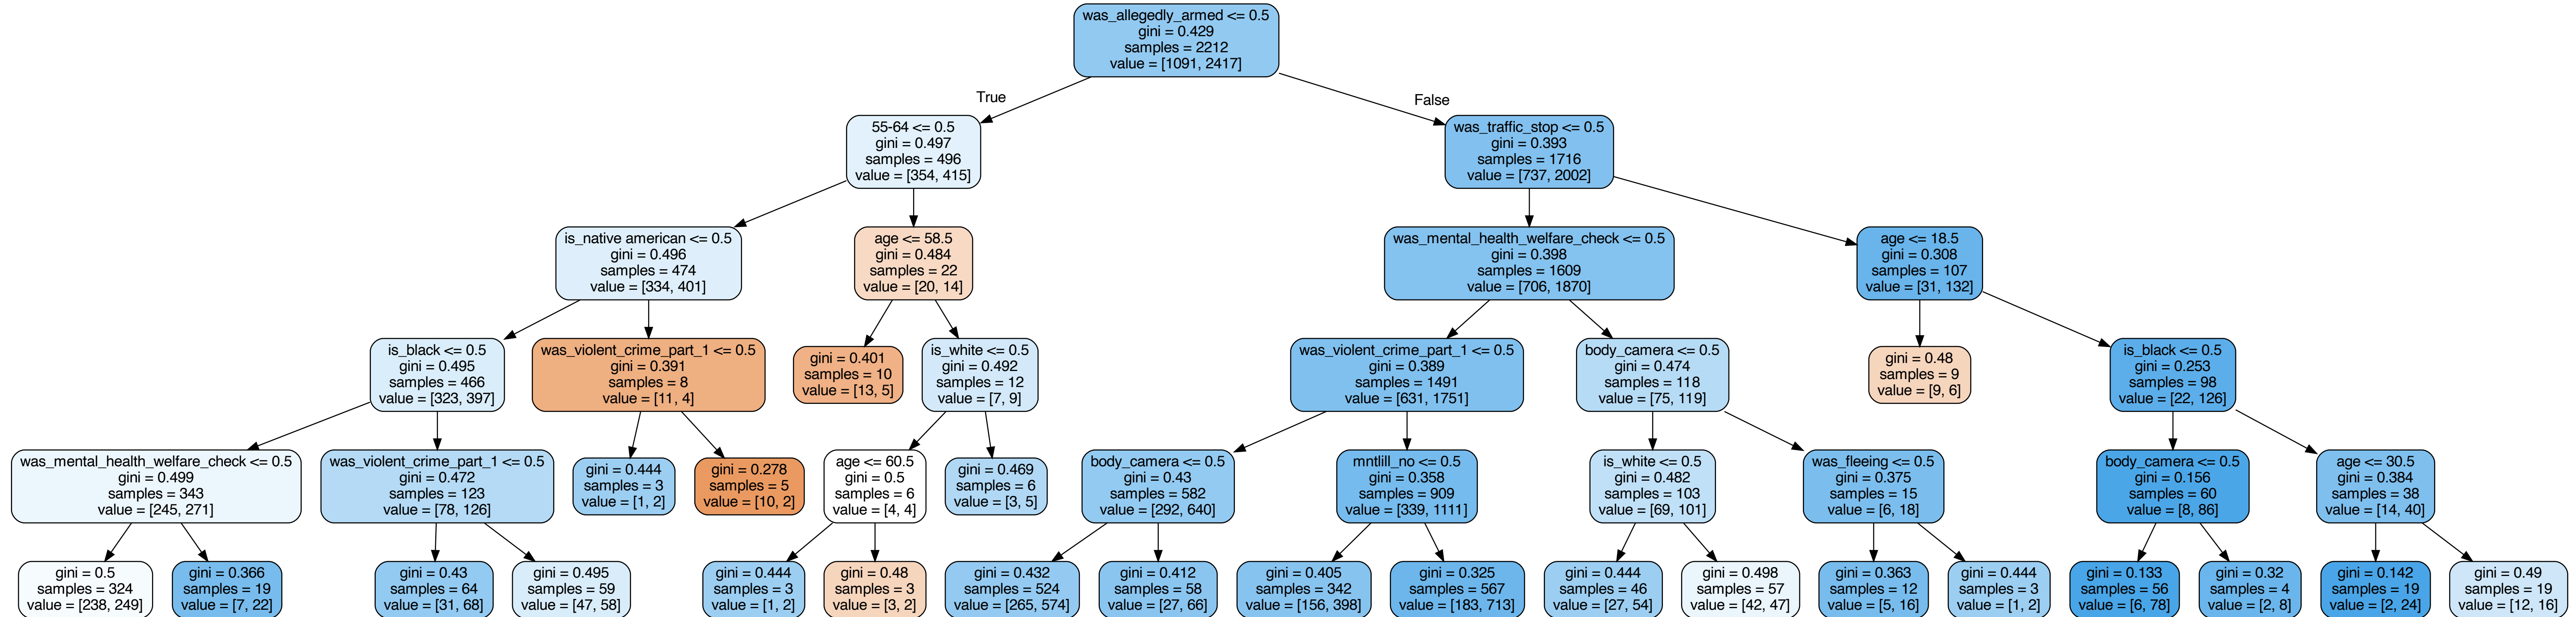 was_allegedly_armed <= 0.5
gini = 0.429
samples = 2212
value = [1091, 2417]
True
False
55-64 <= 0.5
gini = 0.497
samples = 496
value = [354, 415]
was_traffic_stop <= 0.5
gini = 0.393
samples = 1716
value = [737, 2002]
is_native american <= 0.5
gini = 0.496
samples = 474
value = [334, 401]
age <= 58.5
gini = 0.484
samples = 22
value = [20, 14]
was_mental_health_welfare_check <= 0.5
gini = 0.398
samples = 1609
value = [706, 1870]
age <= 18.5
gini = 0.308
samples = 107
value = [31, 132]
is_black <= 0.5
gini = 0.495
samples = 466
value = [323, 397]
was_violent_crime_part_1 <= 0.5
gini = 0.391
samples = 8
value = [11, 4]
gini = 0.401
samples = 10
value = [13, 5]
is_white <= 0.5
gini = 0.492
samples = 12
value = [7, 9]
was_violent_crime_part_1 <= 0.5
gini = 0.389
samples = 1491
value = [631, 1751]
body_camera <= 0.5
gini = 0.474
samples = 118
value = [75, 119]
gini = 0.48
samples = 9
value = [9, 6]
is_black <= 0.5
gini = 0.253
samples = 98
value = [22, 126]
was_mental_health_welfare_check <= 0.5
gini = 0.499
samples = 343
value = [245, 271]
was_violent_crime_part_1 <= 0.5
gini = 0.472
samples = 123
value = [78, 126]
gini = 0.444
samples = 3
value = [1, 2]
gini = 0.278
samples = 5
value = [10, 2]
age <= 60.5
gini = 0.5
samples = 6
value = [4, 4]
gini = 0.469
samples = 6
value = [3, 5]
body_camera <= 0.5
gini = 0.43
samples = 582
value = [292, 640]
mntlill_no <= 0.5
gini = 0.358
samples = 909
value = [339, 1111]
is_white <= 0.5
gini = 0.482
samples = 103
value = [69, 101]
was_fleeing <= 0.5
gini = 0.375
samples = 15
value = [6, 18]
body_camera <= 0.5
gini = 0.156
samples = 60
value = [8, 86]
age <= 30.5
gini = 0.384
samples = 38
value = [14, 40]
gini = 0.5
samples = 324
value = [238, 249]
gini = 0.366
samples = 19
value = [7, 22]
gini = 0.43
samples = 64
value = [31, 68]
gini = 0.495
samples = 59
value = [47, 58]
gini = 0.444
samples = 3
value = [1, 2]
gini = 0.48
samples = 3
value = [3, 2]
gini = 0.432
samples = 524
value = [265, 574]
gini = 0.412
samples = 58
value = [27, 66]
gini = 0.405
samples = 342
value = [156, 398]
gini = 0.325
samples = 567
value = [183, 713]
gini = 0.444
samples = 46
value = [27, 54]
gini = 0.498
samples = 57
value = [42, 47]
gini = 0.363
samples = 12
value = [5, 16]
gini = 0.444
samples = 3
value = [1, 2]
gini = 0.133
samples = 56
value = [6, 78]
gini = 0.32
samples = 4
value = [2, 8]
gini = 0.142
samples = 19
value = [2, 24]
gini = 0.49
samples = 19
value = [12, 16]